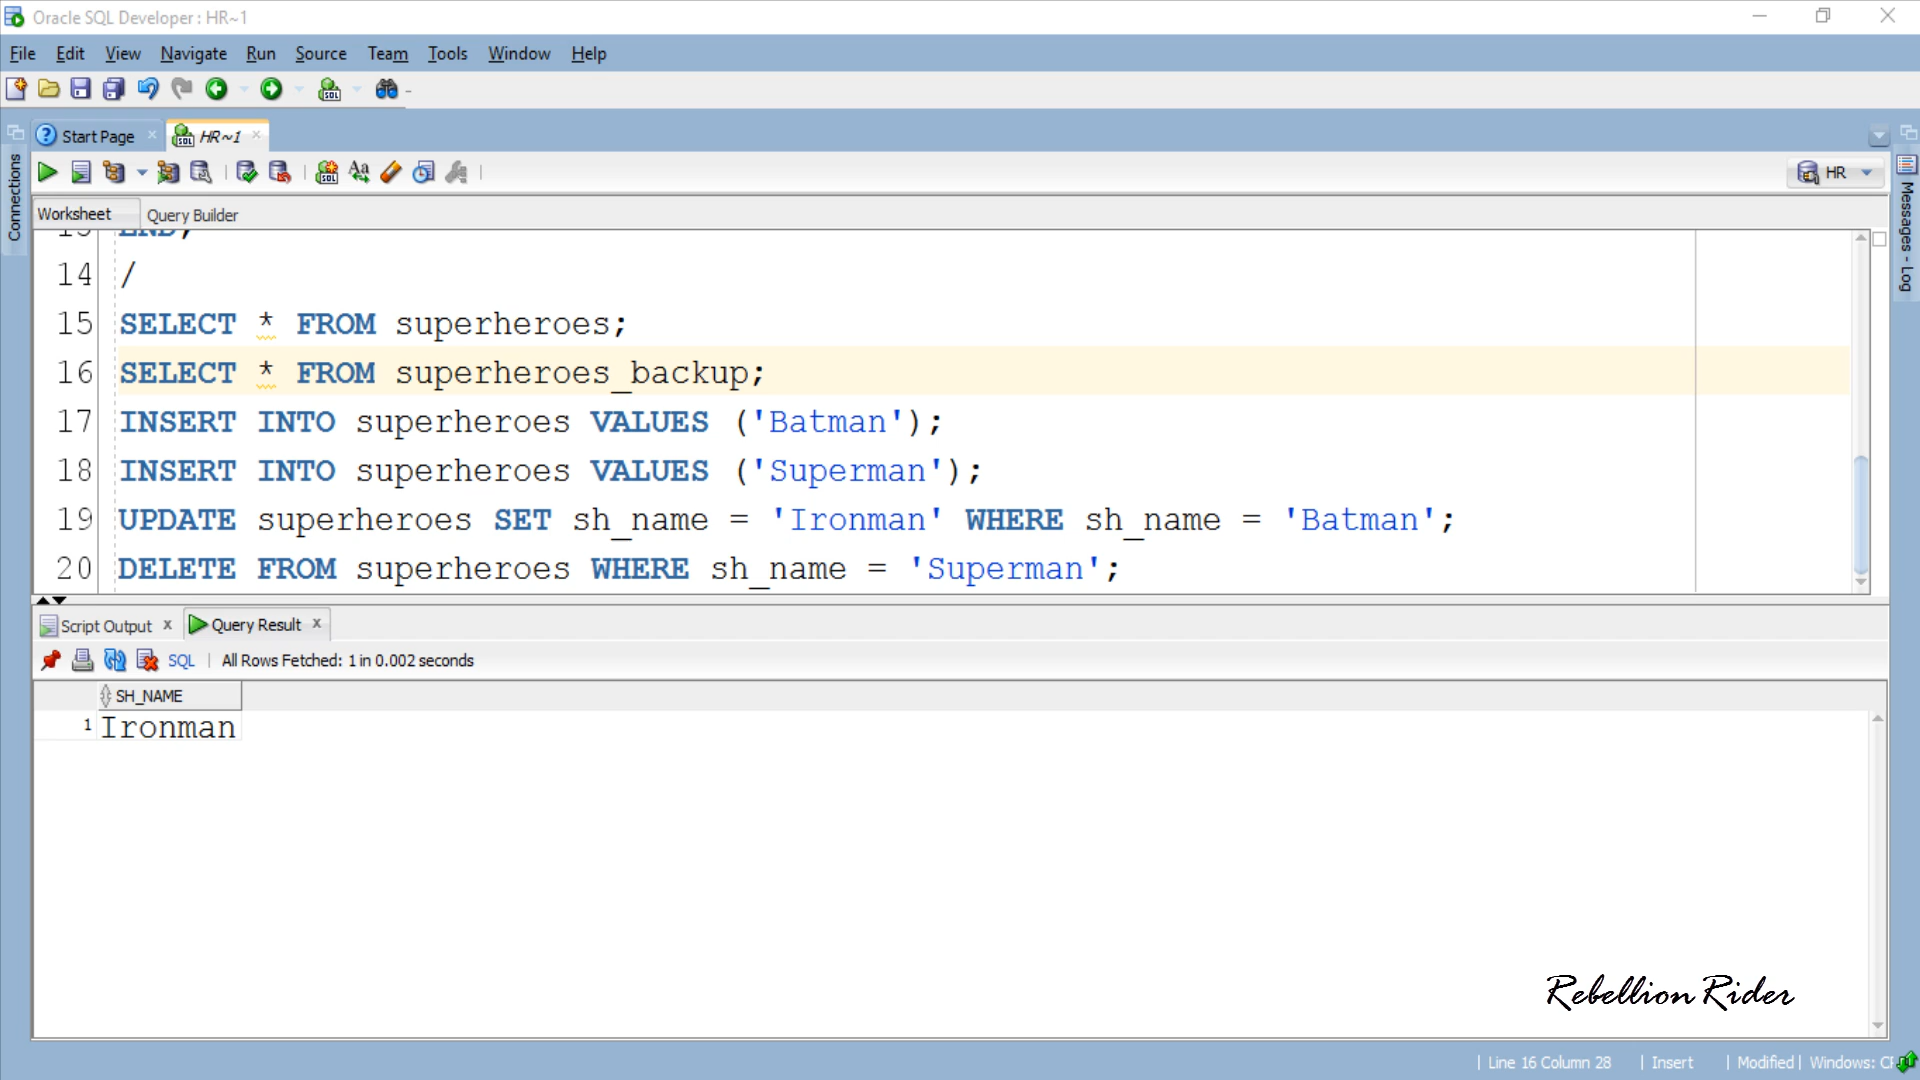 Oracle SQL Developer : HR~1
File Edit View Navigate Run Source Team Tools Window Help
Start Page HR~1
HR
Connections
Messages - Log
Worksheet Query Builder
13 END;
14 /
15 SELECT * FROM superheroes;
16 SELECT * FROM superheroes_backup;
17 INSERT INTO superheroes VALUES ('Batman');
18 INSERT INTO superheroes VALUES ('Superman');
19 UPDATE superheroes SET sh_name = 'Ironman' WHERE sh_name = 'Batman';
20 DELETE FROM superheroes WHERE sh_name = 'Superman';
Script Output x Query Result x
SQL | All Rows Fetched: 1 in 0.002 seconds
SH_NAME
1 Ironman
Rebellion Rider
| Line 16 Column 28 | Insert | Modified | Windows: